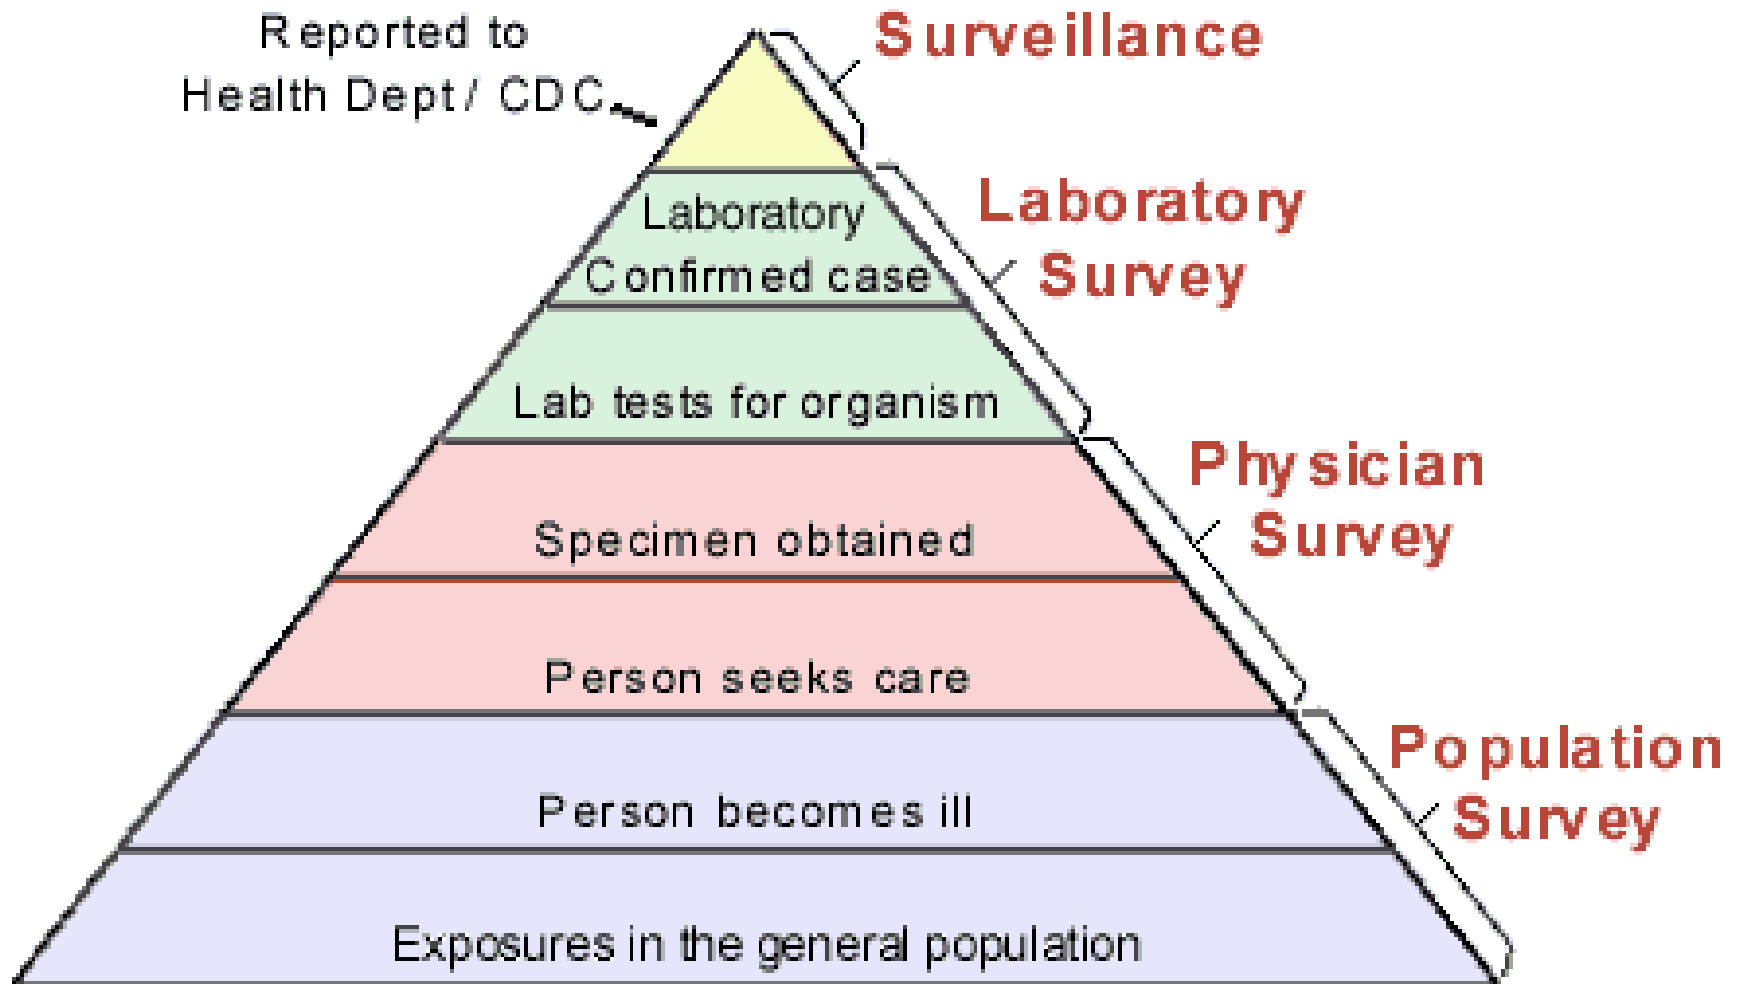 Reported to
Health Dept / CDC
Surveillance
Laboratory
Confirmed case
Laboratory
Survey
Lab tests for organism
Physician
Survey
Specimen obtained
Person seeks care
Population
Survey
Person becomes ill
Exposures in the general population